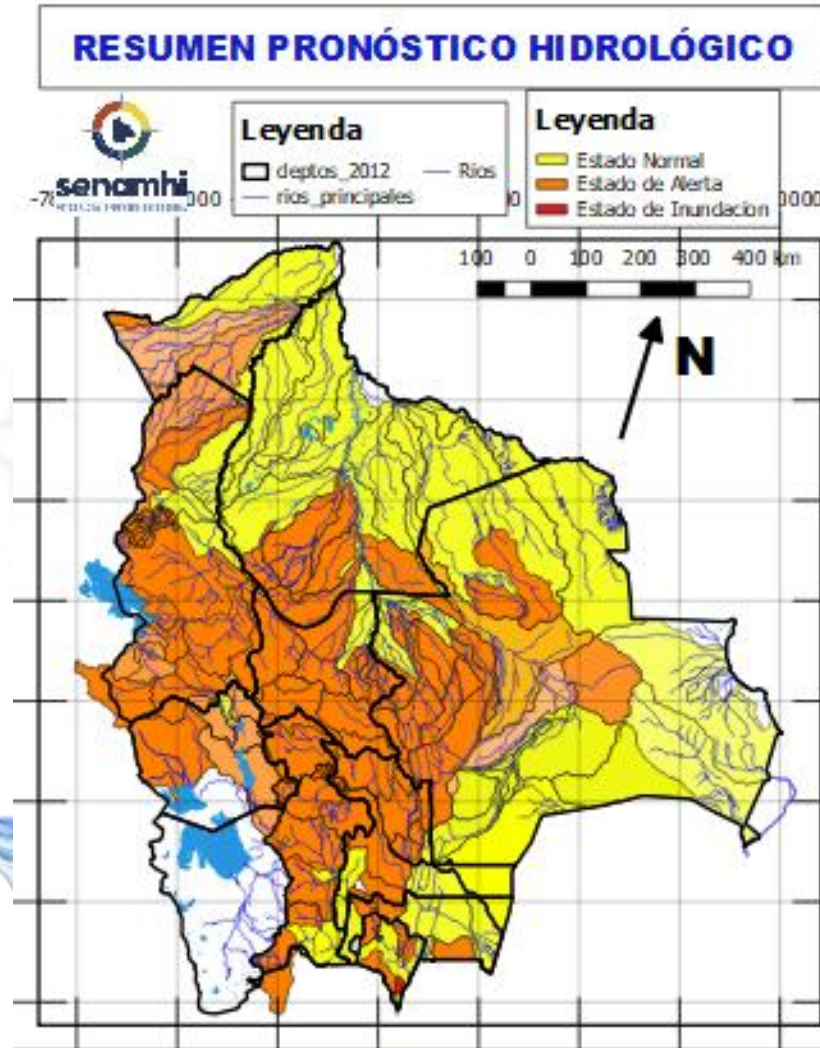 RESUMEN PRONÓSTICO HIDROLÓGICO
senamhi
Leyenda
deptos_2012
Rios
rios_principales
Leyenda
Estado Normal
Estado de Alerta
Estado de Inundacion
100 0 100 200 300 400 km
N